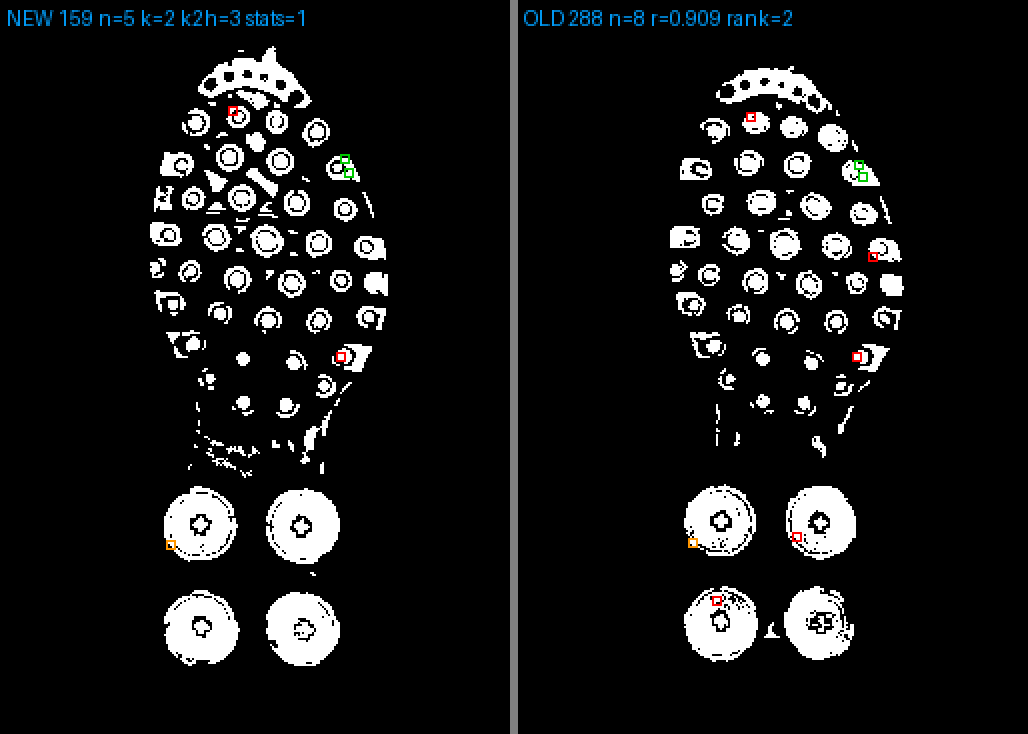 NEW 159 n=5 k=2 k2h=3 stats=1
OLD 288 n=8 r=0.909 rank=2